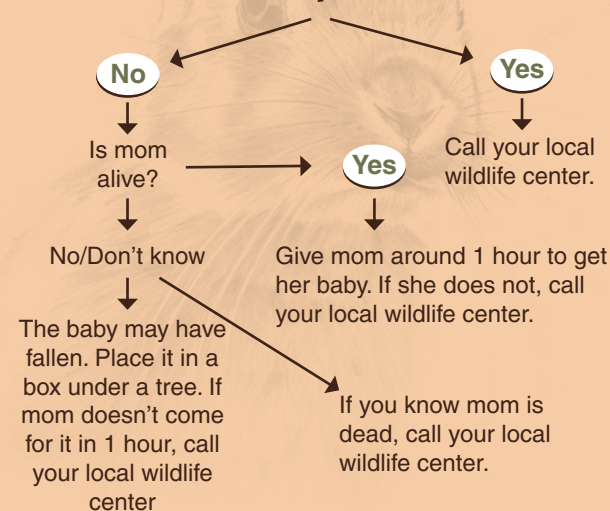 No
Yes
Is mom
alive?
Yes
Call your local
wildlife center.
No/Don't know
Give mom around 1 hour to get
her baby. If she does not, call
your local wildlife center.
The baby may have
fallen. Place it in a
box under a tree. If
mom doesn't come
for it in 1 hour, call
your local wildlife
center
If you know mom is
dead, call your local
wildlife center.